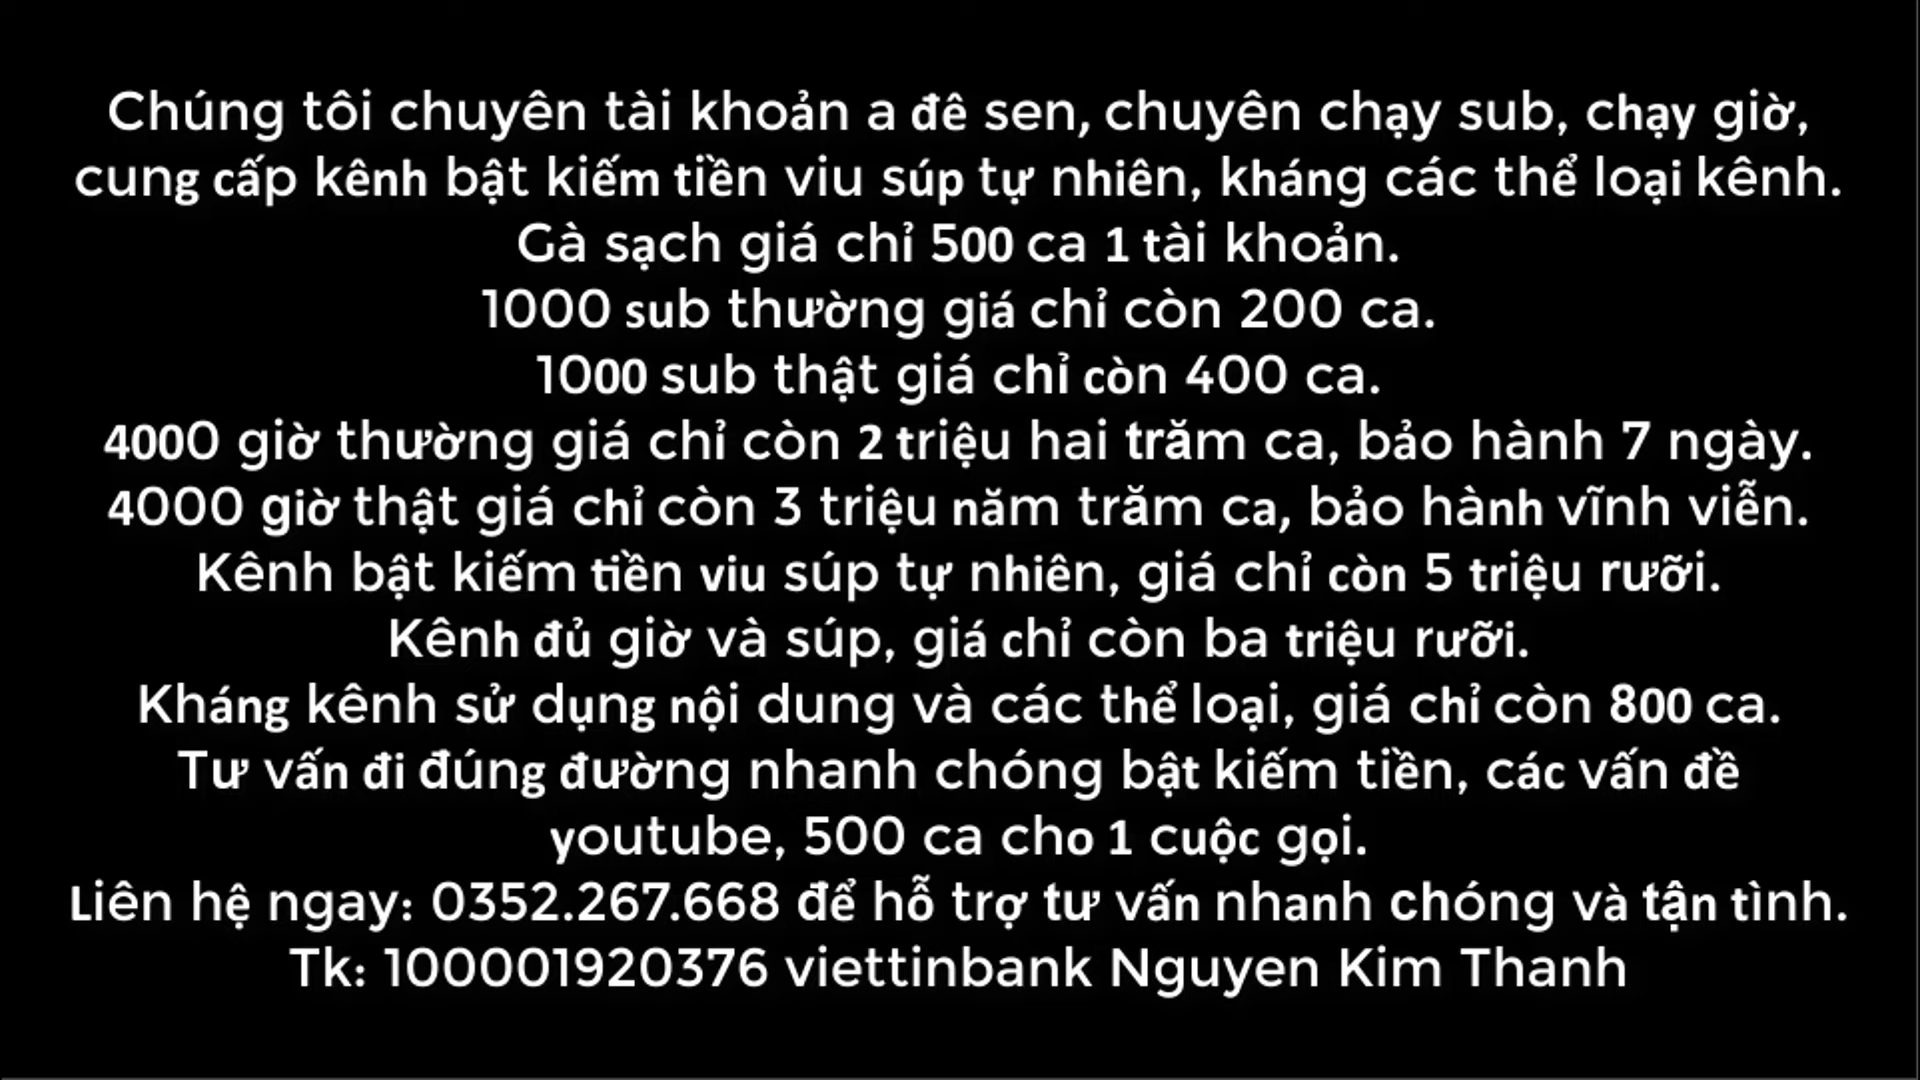 Chúng tôi chuyên tài khoản a đê sen, chuyên chạy sub, chạy giờ,
cung cấp kênh bật kiếm tiền viu súp tự nhiên, kháng các thể loại kênh.
Gà sạch giá chỉ 500 ca 1 tài khoản.
1000 sub thường giá chỉ còn 200 ca.
1000 sub thật giá chỉ còn 400 ca.
4000 giờ thường giá chỉ còn 2 triệu hai trăm ca, bảo hành 7 ngày.
4000 giờ thật giá chỉ còn 3 triệu năm trăm ca, bảo hành vĩnh viễn.
Kênh bật kiếm tiền viu súp tự nhiên, giá chỉ còn 5 triệu rưỡi.
Kênh đủ giờ và súp, giá chỉ còn ba triệu rưỡi.
Kháng kênh sử dụng nội dung và các thể loại, giá chỉ còn 800 ca.
Tư vấn đi đúng đường nhanh chóng bật kiếm tiền, các vấn đề
youtube, 500 ca cho 1 cuộc gọi.
Liên hệ ngay: 0352.267.668 để hỗ trợ tư vấn nhanh chóng và tận tình.
Tk: 100001920376 viettinbank Nguyen Kim Thanh